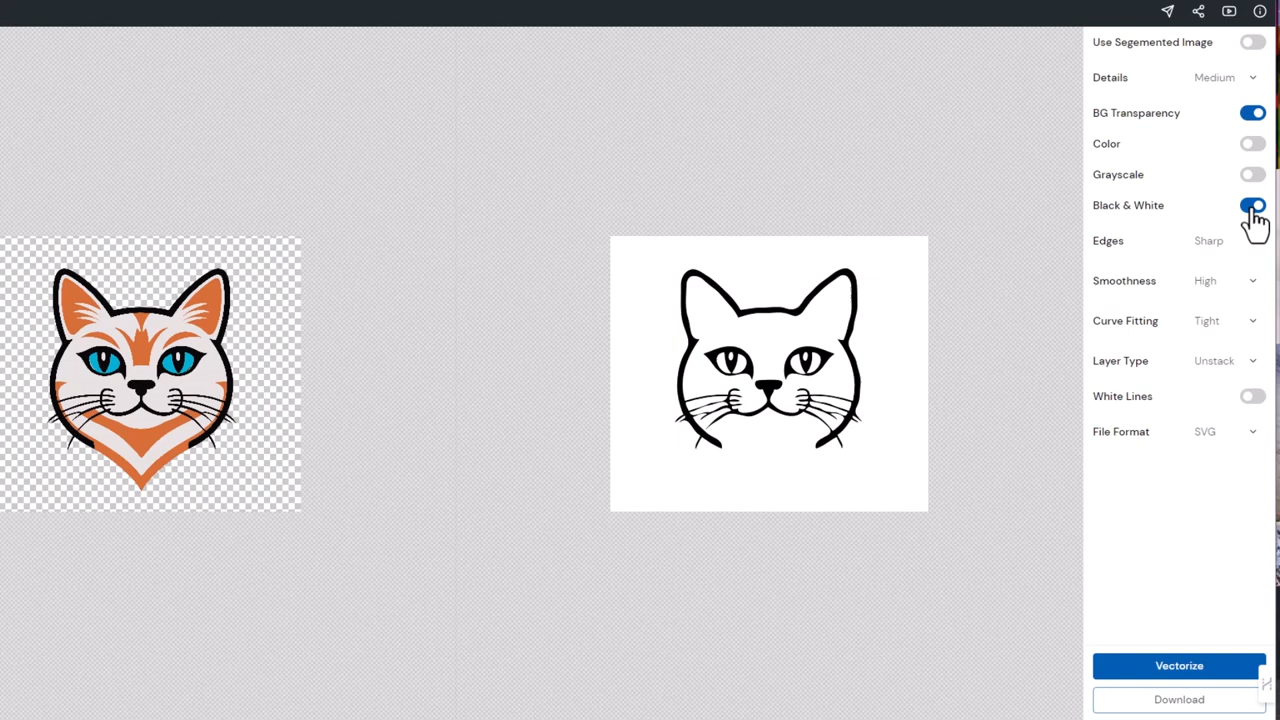 Use Segemented Image
Details Medium
BG Transparency
Color
Grayscale
Black & White
Edges Sharp
Smoothness High
Curve Fitting Tight
Layer Type Unstack
White Lines
File Format SVG
Vectorize
Download